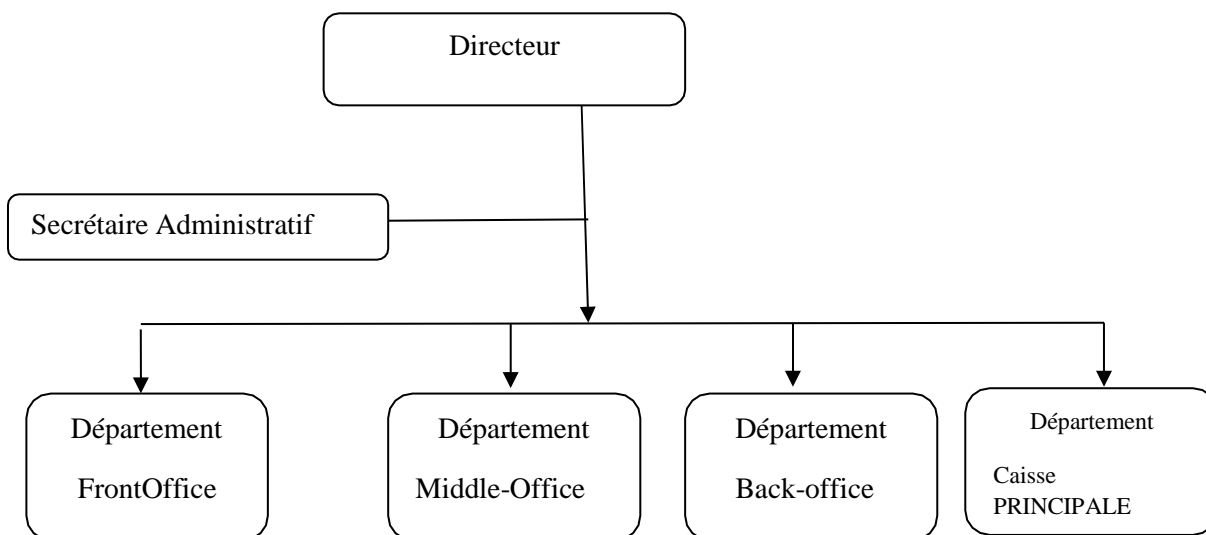 Directeur
Secrétaire Administratif
Département
FrontOffice
Département
Middle-Office
Département
Back-office
Département
Caisse
PRINCIPALE